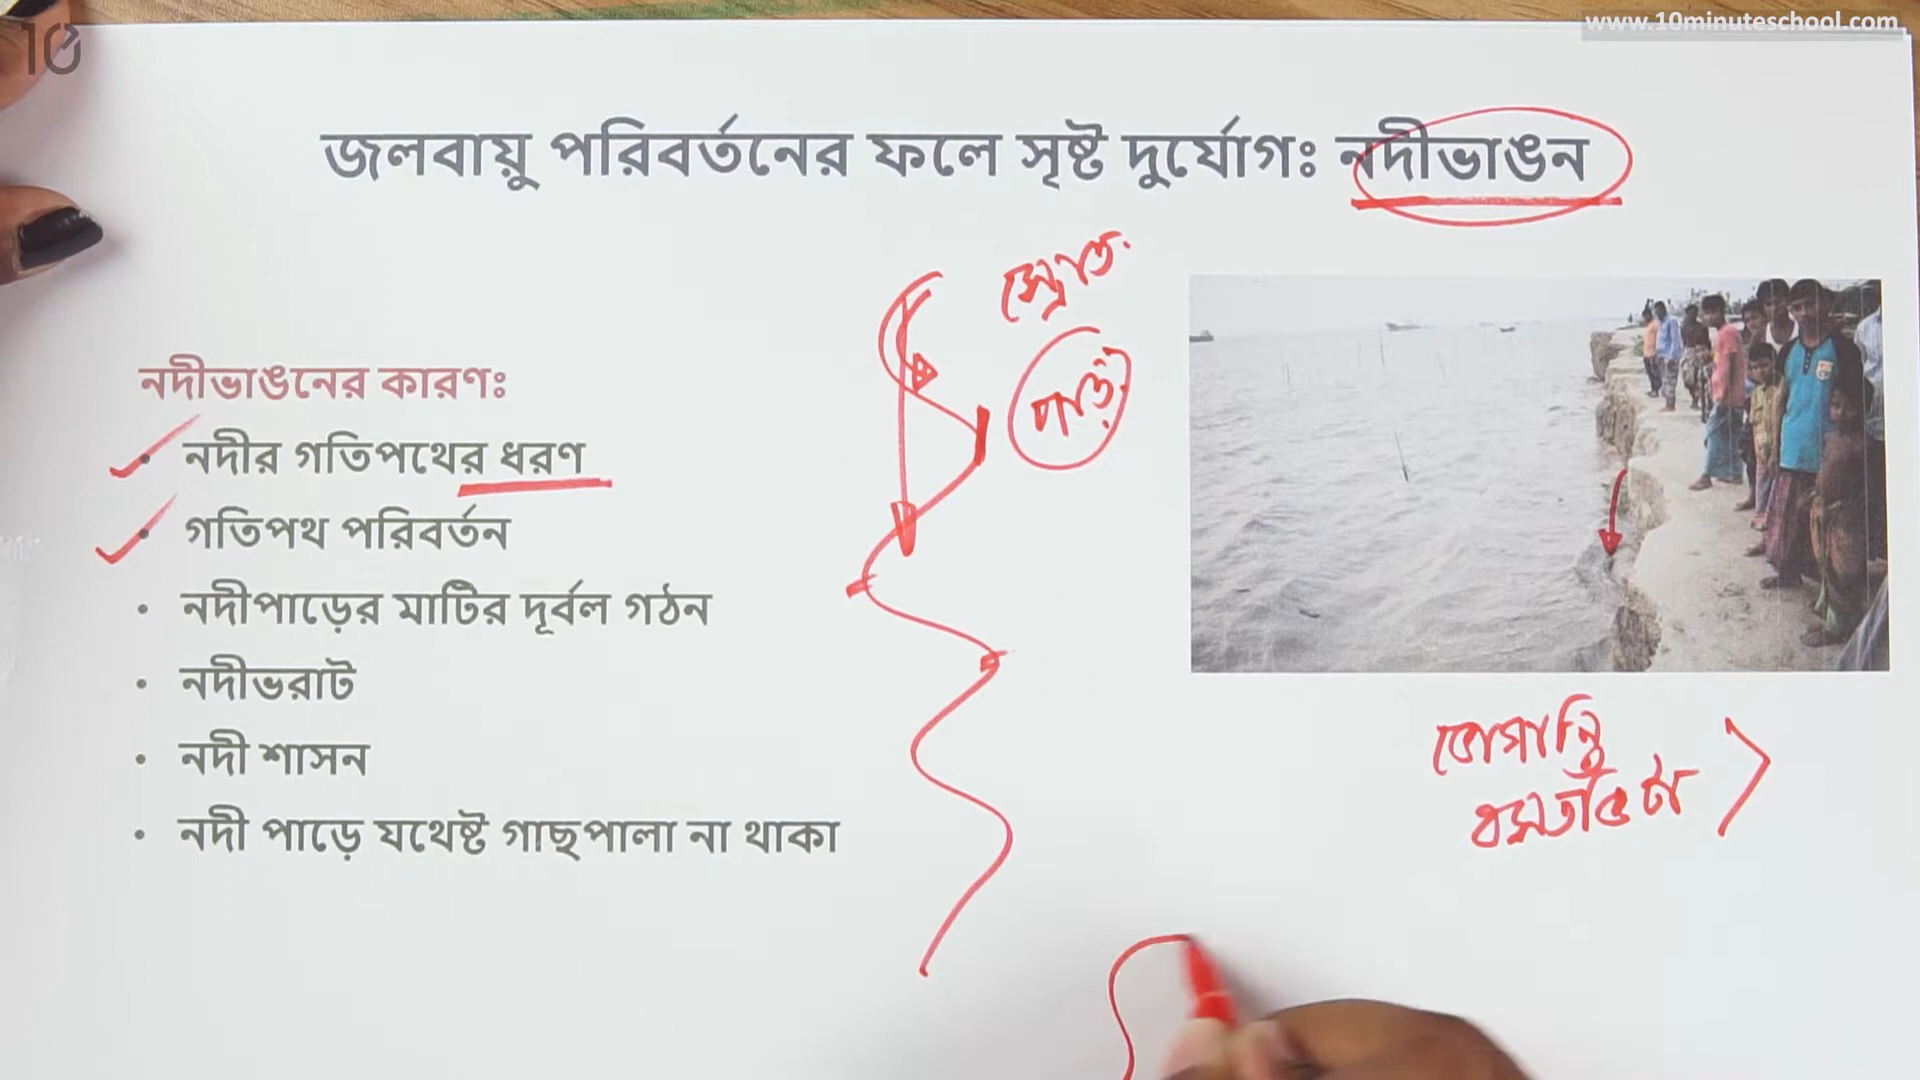 10
www.10minuteschool.com
জলবায়ু পরিবর্তনের ফলে সৃষ্ট দুর্যোগঃ নদীভাঙন
নদীভাঙনের কারণঃ
• নদীর গতিপথের ধরণ
• গতিপথ পরিবর্তন
• নদীপাড়ের মাটির দূর্বল গঠন
• নদীভরাট
• নদী শাসন
• নদী পাড়ে যথেষ্ট গাছপালা না থাকা
স্রোত
পাড়
ভোগান্তি